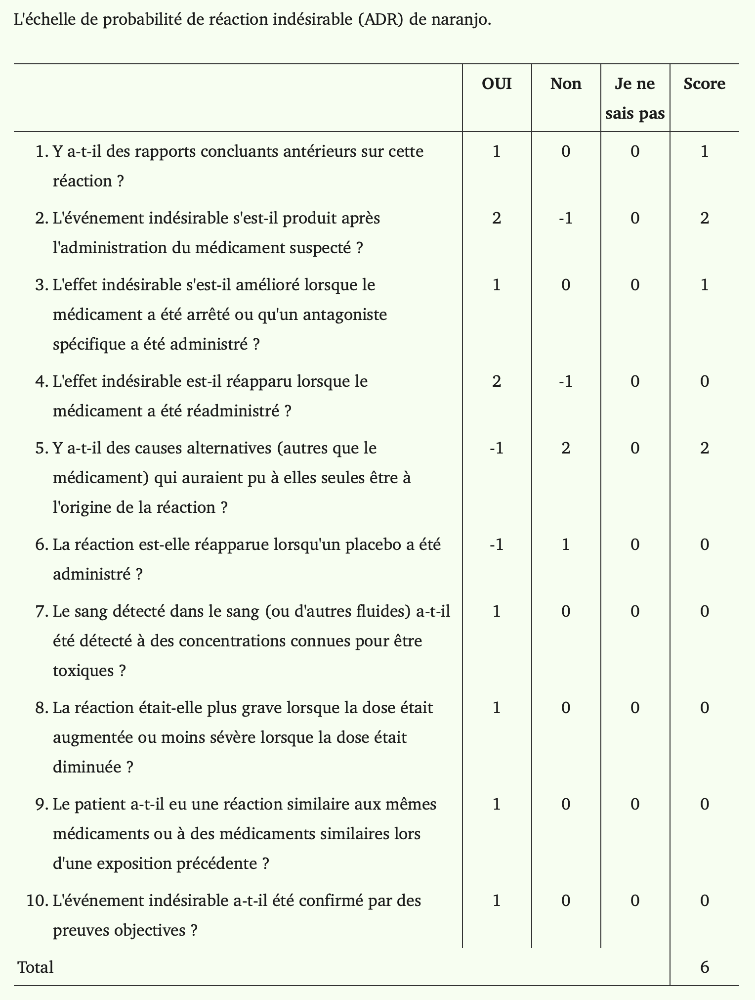 L'échelle de probabilité de réaction indésirable (ADR) de naranjo.
OUI Non Je ne Score
sais pas
1. Y a-t-il des rapports concluants antérieurs sur cette 1 0 0 1
réaction ?
2. L'événement indésirable s'est-il produit après 2 -1 0 2
l'administration du médicament suspecté ?
3. L'effet indésirable s'est-il amélioré lorsque le 1 0 0 1
médicament a été arrêté ou qu'un antagoniste
spécifique a été administré ?
4. L'effet indésirable est-il réapparu lorsque le 2 -1 0 0
médicament a été réadministré ?
5. Y a-t-il des causes alternatives (autres que le -1 2 0 2
médicament) qui auraient pu à elles seules être à
l'origine de la réaction ?
6. La réaction est-elle réapparue lorsqu'un placebo a été -1 1 0 0
administré ?
7. Le sang détecté dans le sang (ou d'autres fluides) a-t-il 1 0 0 0
été détecté à des concentrations connues pour être
toxiques ?
8. La réaction était-elle plus grave lorsque la dose était 1 0 0 0
augmentée ou moins sévère lorsque la dose était
diminuée ?
9. Le patient a-t-il eu une réaction similaire aux mêmes 1 0 0 0
médicaments ou à des médicaments similaires lors
d'une exposition précédente ?
10. L'événement indésirable a-t-il été confirmé par des 1 0 0 0
preuves objectives ?
Total 6